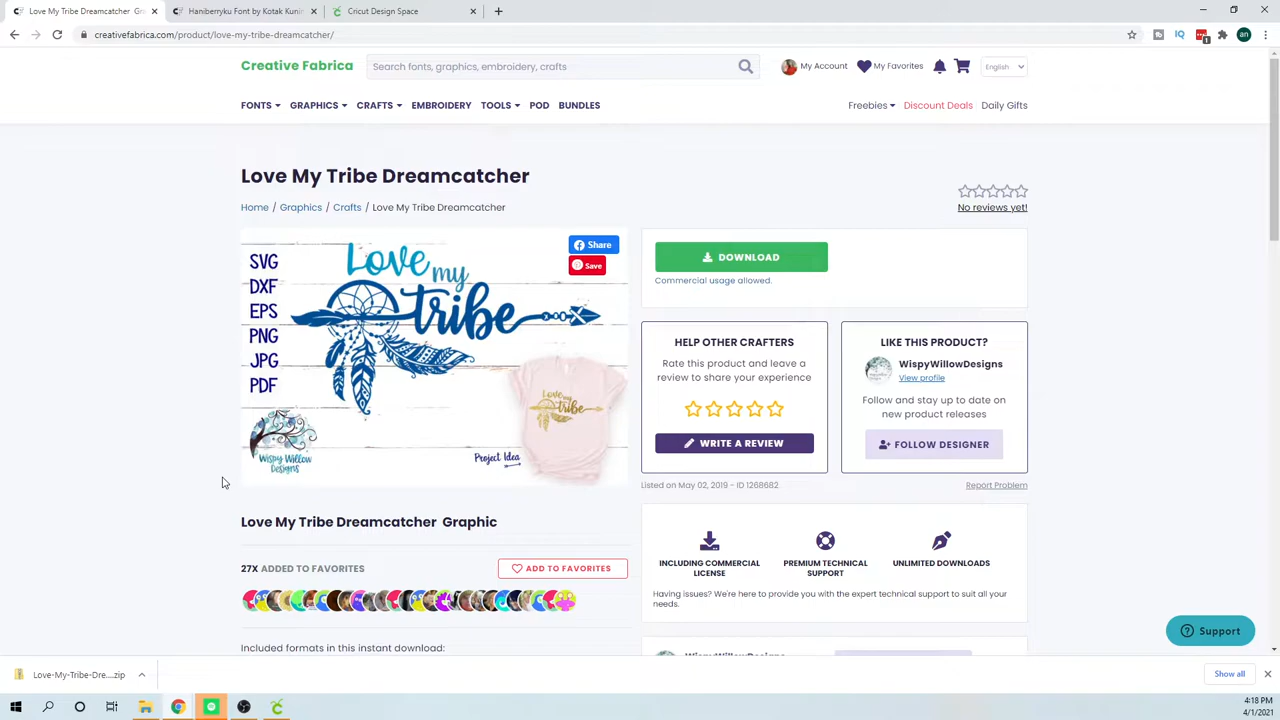 Love My Tribe Dreamcatcher Gra
Haniberryku Font by Kotak Kunin
Cricut Design Space
creativefabrica.com/product/love-my-tribe-dreamcatcher/
Creative Fabrica
Search fonts, graphics, embroidery, crafts
My Account
My Favorites
English
FONTS GRAPHICS CRAFTS EMBROIDERY TOOLS POD BUNDLES
Freebies Discount Deals Daily Gifts
Love My Tribe Dreamcatcher
Home / Graphics / Crafts / Love My Tribe Dreamcatcher
No reviews yet!
Share
Save
SVG
DXF
EPS
PNG
JPG
PDF
Love my
tribe
Love my
tribe
Wispy Willow
Designs
Project Idea
DOWNLOAD
Commercial usage allowed.
HELP OTHER CRAFTERS
Rate this product and leave a
review to share your experience
WRITE A REVIEW
LIKE THIS PRODUCT?
WispyWillowDesigns
View profile
Follow and stay up to date on
new product releases
FOLLOW DESIGNER
Listed on May 02, 2019 - ID 1268682
Report Problem
Love My Tribe Dreamcatcher Graphic
27X ADDED TO FAVORITES
ADD TO FAVORITES
INCLUDING COMMERCIAL
LICENSE
PREMIUM TECHNICAL
SUPPORT
UNLIMITED DOWNLOADS
Having issues? We're here to provide you with the expert technical support to suit all your
needs.
Included formats in this instant download:
WispyWillowDesigns
Support
Love-My-Tribe-Dre....zip
Show all
4:18 PM
4/1/2021